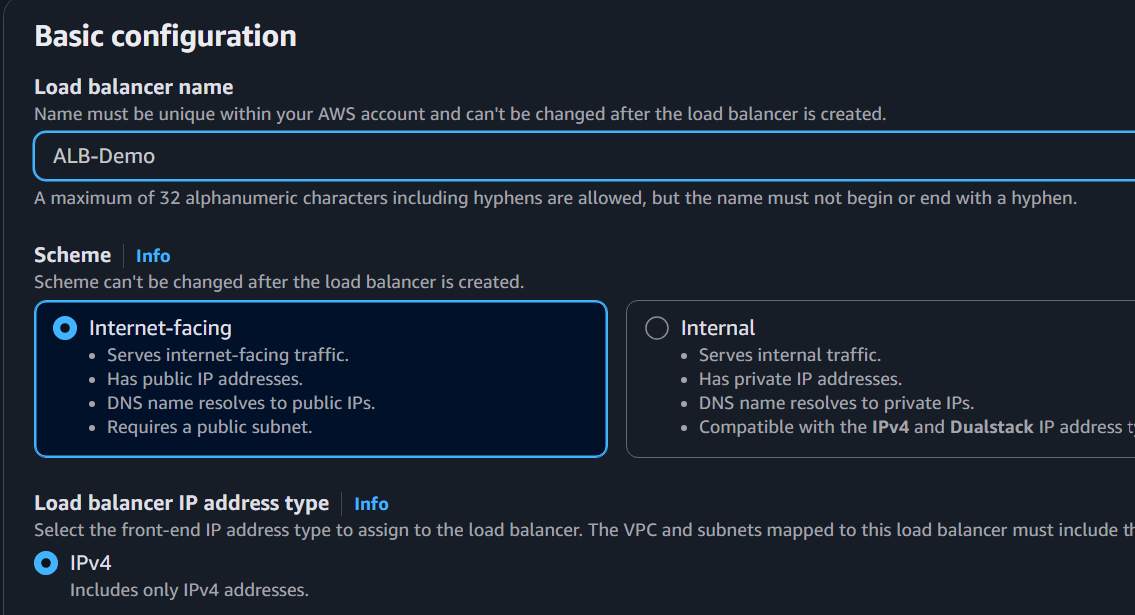 Basic configuration
Load balancer name
Name must be unique within your AWS account and can't be changed after the load balancer is created.
ALB-Demo
A maximum of 32 alphanumeric characters including hyphens are allowed, but the name must not begin or end with a hyphen.
Scheme Info
Scheme can't be changed after the load balancer is created.
Internet-facing
Serves internet-facing traffic.
Has public IP addresses.
DNS name resolves to public IPs.
Requires a public subnet.
Internal
Serves internal traffic.
Has private IP addresses.
DNS name resolves to private IPs.
Compatible with the IPv4 and Dualstack IP address
Load balancer IP address type Info
Select the front-end IP address type to assign to the load balancer. The VPC and subnets mapped to this load balancer must include
IPv4
Includes only IPv4 addresses.